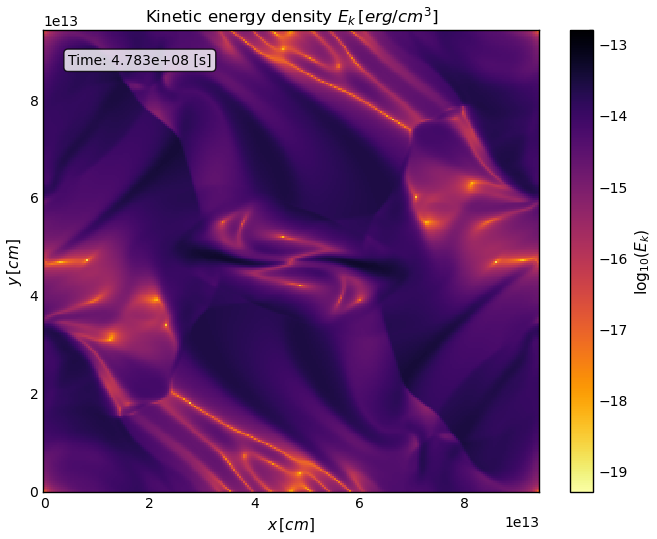 Kinetic energy density $E_k\,[erg/cm^3]$
1e13
Time: 4.783e+08 [s]
8
6
4
2
0
y [cm]
0 2 4 6 8
1e13
x [cm]
−13
−14
−15
−16
−17
−18
−19
log₁₀(Eₖ)